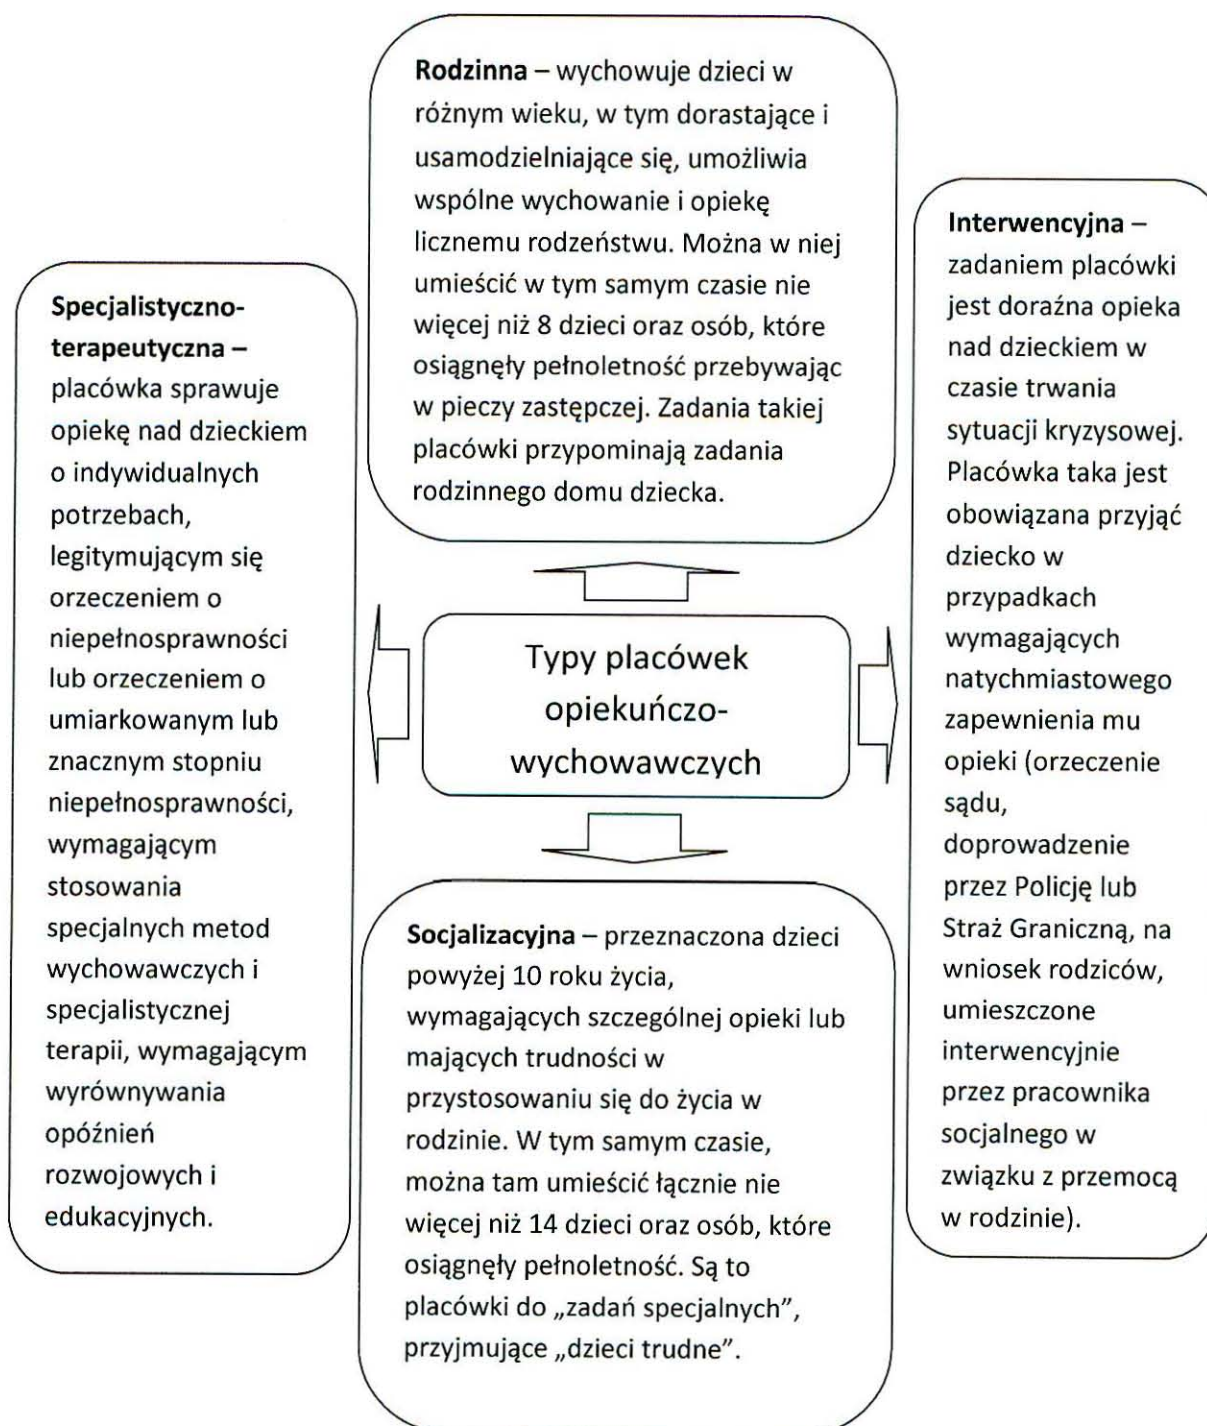 Rodzinna – wychowuje dzieci w
różnym wieku, w tym dorastające i
usamodzielniające się, umożliwia
wspólne wychowanie i opiekę
licznemu rodzeństwu. Można w niej
umieścić w tym samym czasie nie
więcej niż 8 dzieci oraz osób, które
osiągnęły pełnoletność przebywając
w pieczy zastępczej. Zadania takiej
placówki przypominają zadania
rodzinnego domu dziecka.
Specjalistyczno-
terapeutyczna –
placówka sprawuje
opiekę nad dzieckiem
o indywidualnych
potrzebach,
legitymującym się
orzeczeniem o
niepełnosprawności
lub orzeczeniem o
umiarkowanym lub
znacznym stopniu
niepełnosprawności,
wymagającym
stosowania
specjalnych metod
wychowawczych i
specjalistycznej
terapii, wymagającym
wyrównywania
opóźnień
rozwojowych i
edukacyjnych.
Typy placówek
opiekuńczo-
wychowawczych
Interwencyjna –
zadaniem placówki
jest doraźna opieka
nad dzieckiem w
czasie trwania
sytuacji kryzysowej.
Placówka taka jest
obowiązana przyjąć
dziecko w
przypadkach
wymagających
natychmiastowego
zapewnienia mu
opieki (orzeczenie
sądu,
doprowadzenie
przez Policję lub
Straż Graniczną, na
wniosek rodziców,
umieszczone
interwencyjnie
przez pracownika
socjalnego w
związku z przemocą
w rodzinie).
Socjalizacyjna – przeznaczona dzieci
powyżej 10 roku życia,
wymagających szczególnej opieki lub
mających trudności w
przystosowaniu się do życia w
rodzinie. W tym samym czasie,
można tam umieścić łącznie nie
więcej niż 14 dzieci oraz osób, które
osiągnęły pełnoletność. Są to
placówki do „zadań specjalnych”,
przyjmujące „dzieci trudne”.